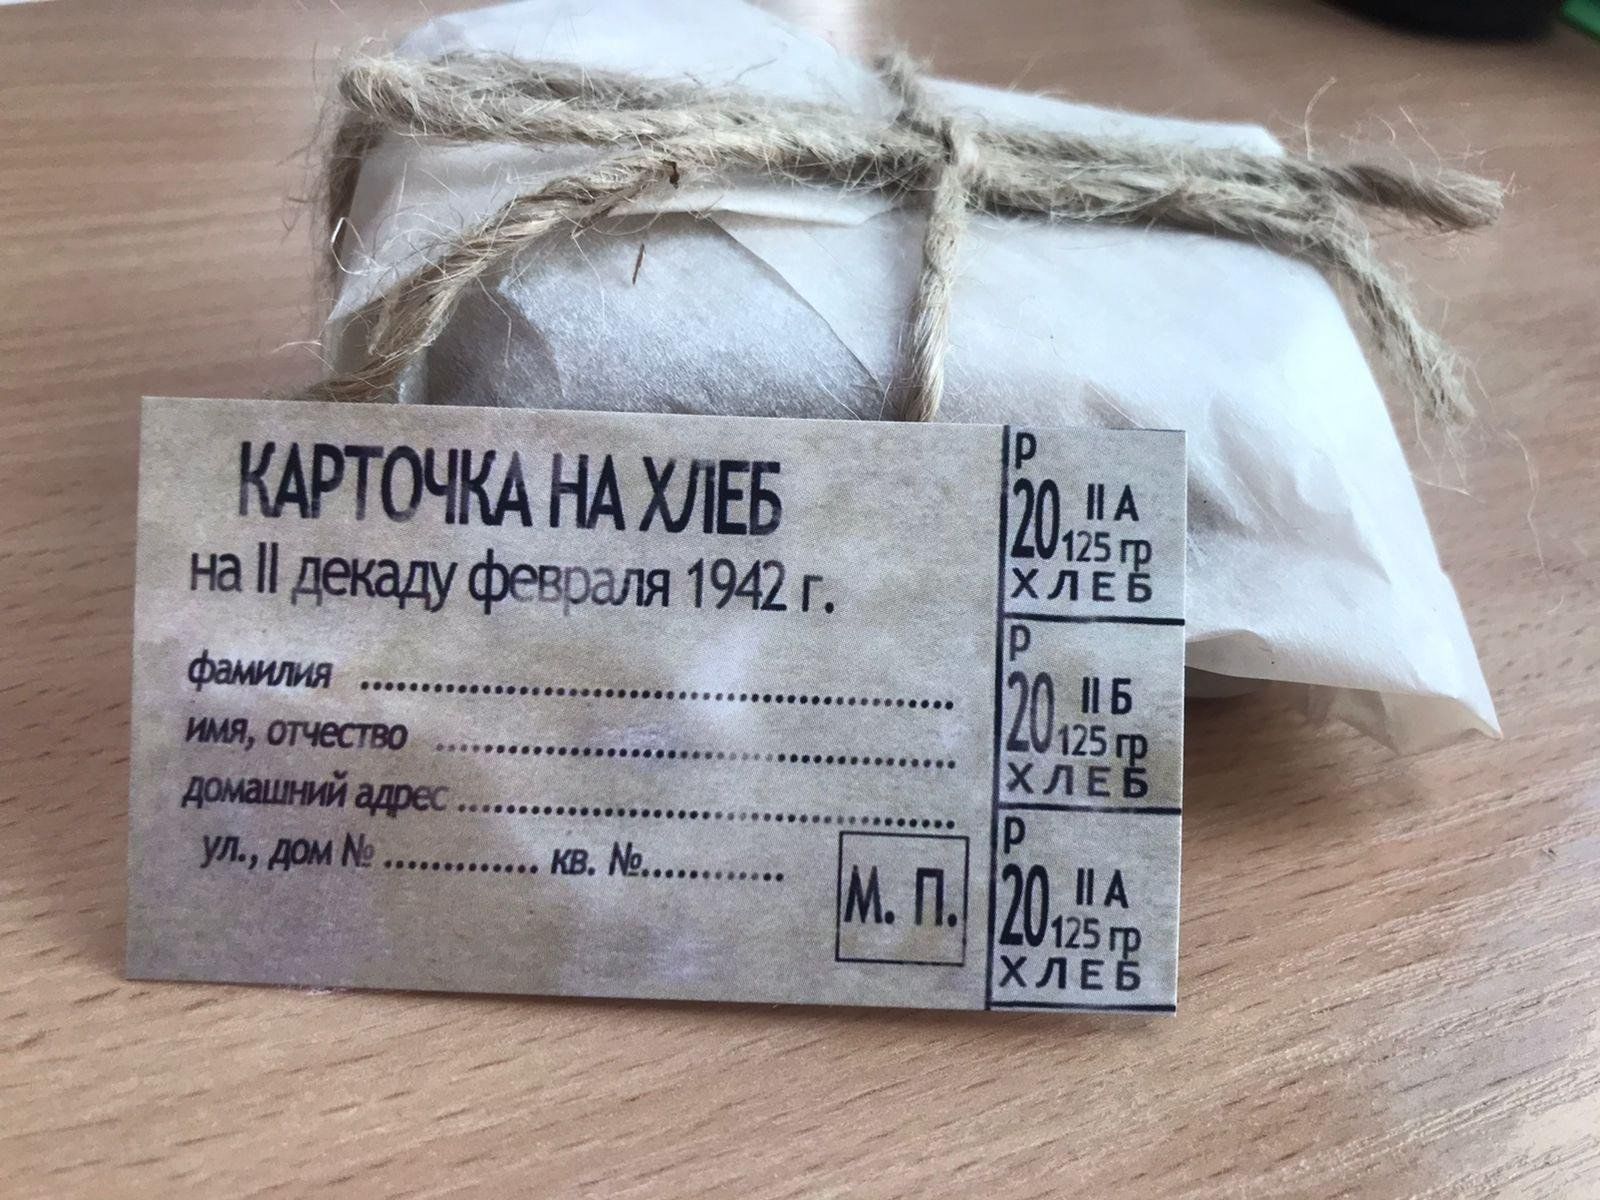 КАРТОЧКА НА ХЛЕБ
на II декаду февраля 1942 г.
фамилия ........................................................
имя, отчество ................................................
домашний адрес ..............................................
ул., дом № ............. кв. №............
М. П.
Р
20 II А
125 гр
ХЛЕБ
Р
20 II Б
125 гр
ХЛЕБ
Р
20 II А
125 гр
ХЛЕБ